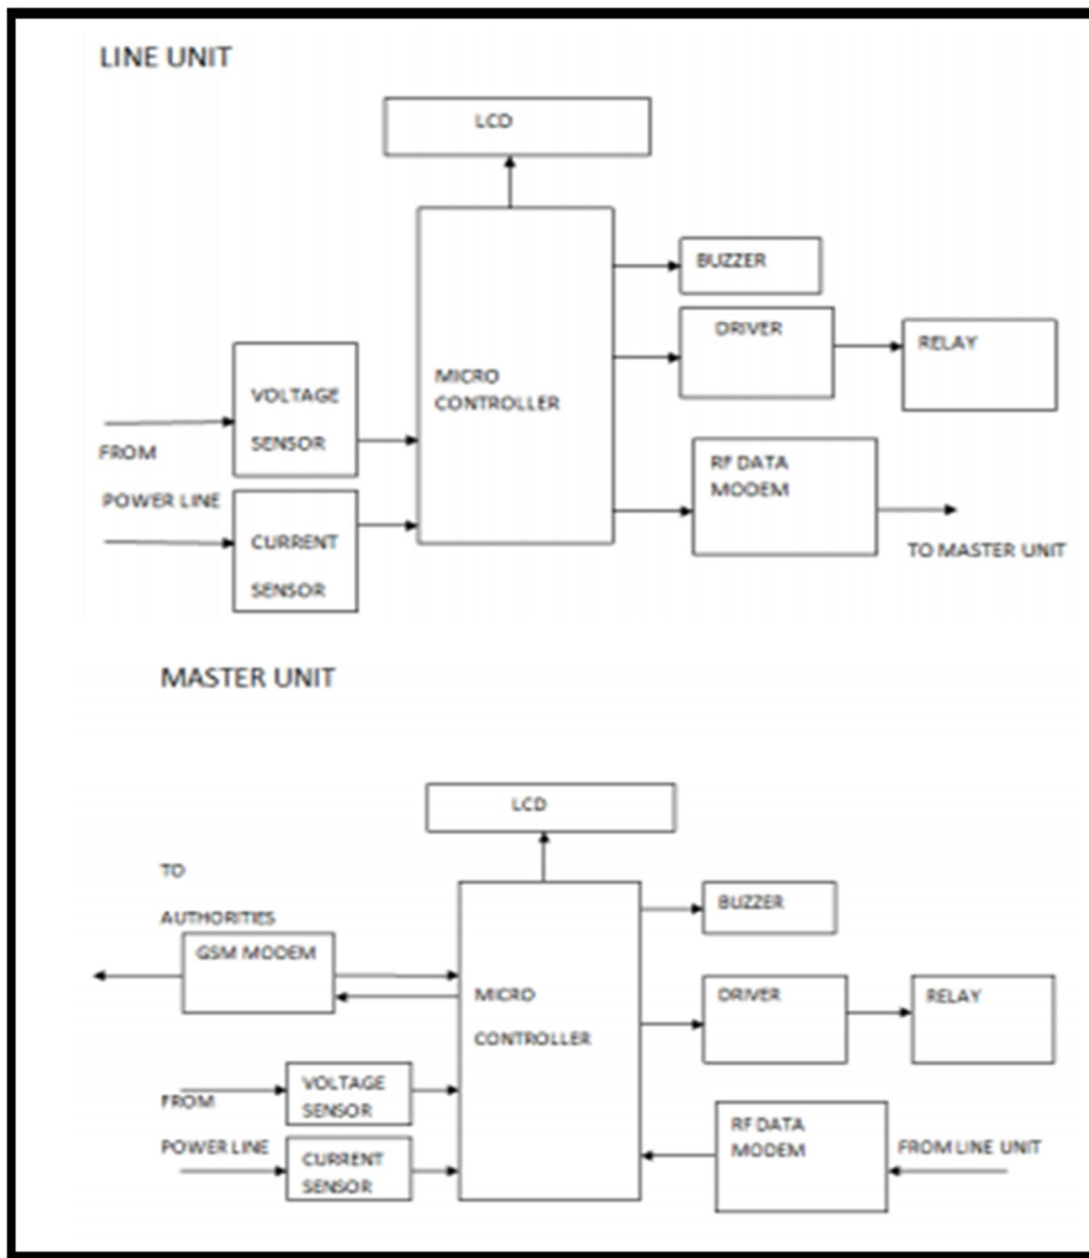 LINE UNIT
LCD
BUZZER
DRIVER
RELAY
MICRO
CONTROLLER
VOLTAGE
SENSOR
FROM
POWER LINE
CURRENT
SENSOR
RF DATA
MODEM
TO MASTER UNIT
MASTER UNIT
LCD
TO
AUTHORITIES
GSM MODEM
BUZZER
MICRO
CONTROLLER
DRIVER
RELAY
VOLTAGE
SENSOR
FROM
POWER LINE
CURRENT
SENSOR
RF DATA
MODEM
FROM LINE UNIT